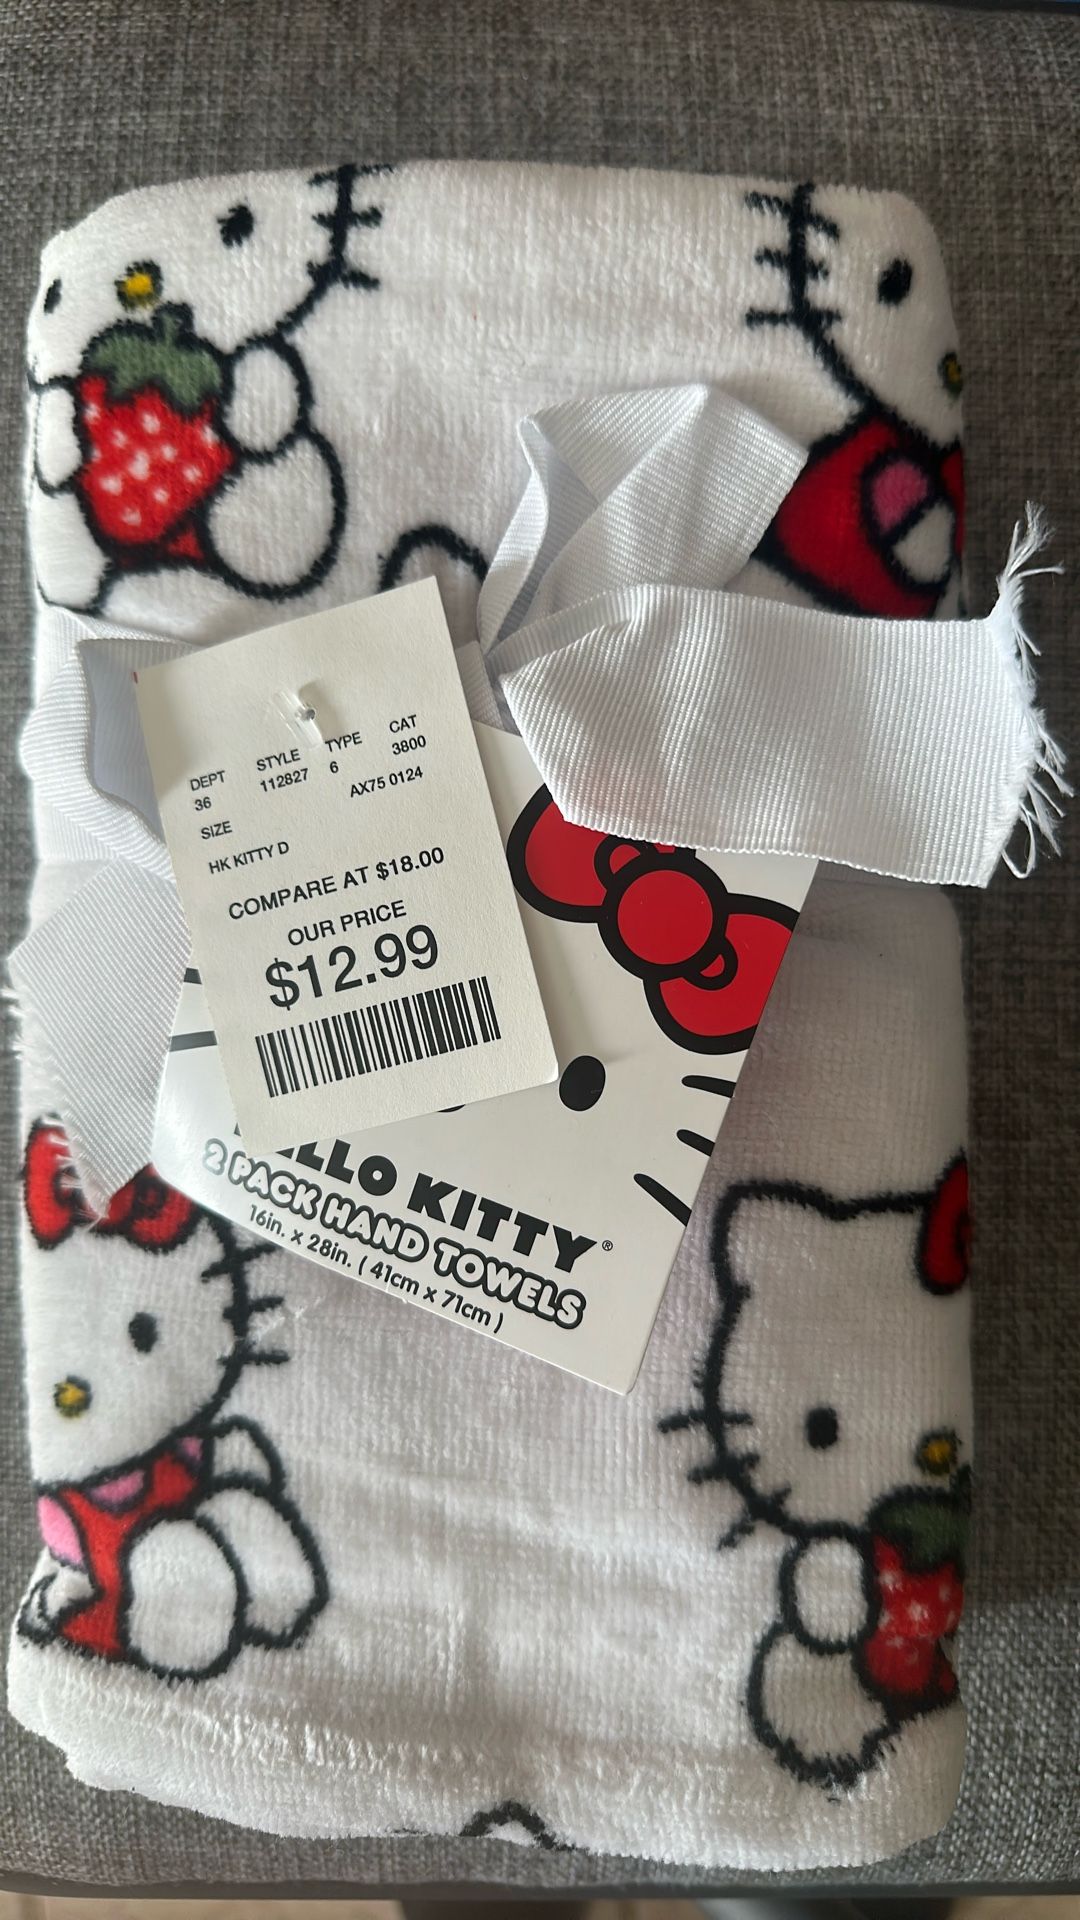 DEPT STYLE TYPE CAT
36 112827 6 3800
AX75 0124
SIZE
HK KITTY D
COMPARE AT $18.00
OUR PRICE
$12.99
KITTY®
2 PACK HAND TOWELS
16in. x 28in. ( 41cm x 71cm )